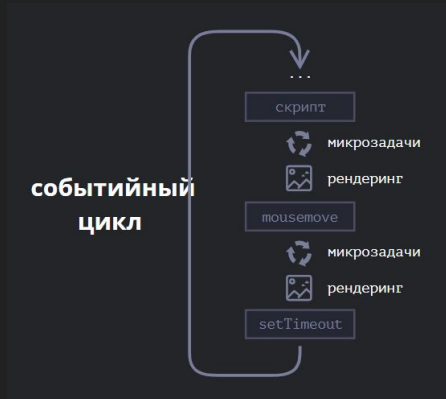 событийный
цикл
...
скрипт
микрозадачи
рендеринг
mousemove
микрозадачи
рендеринг
setTimeout